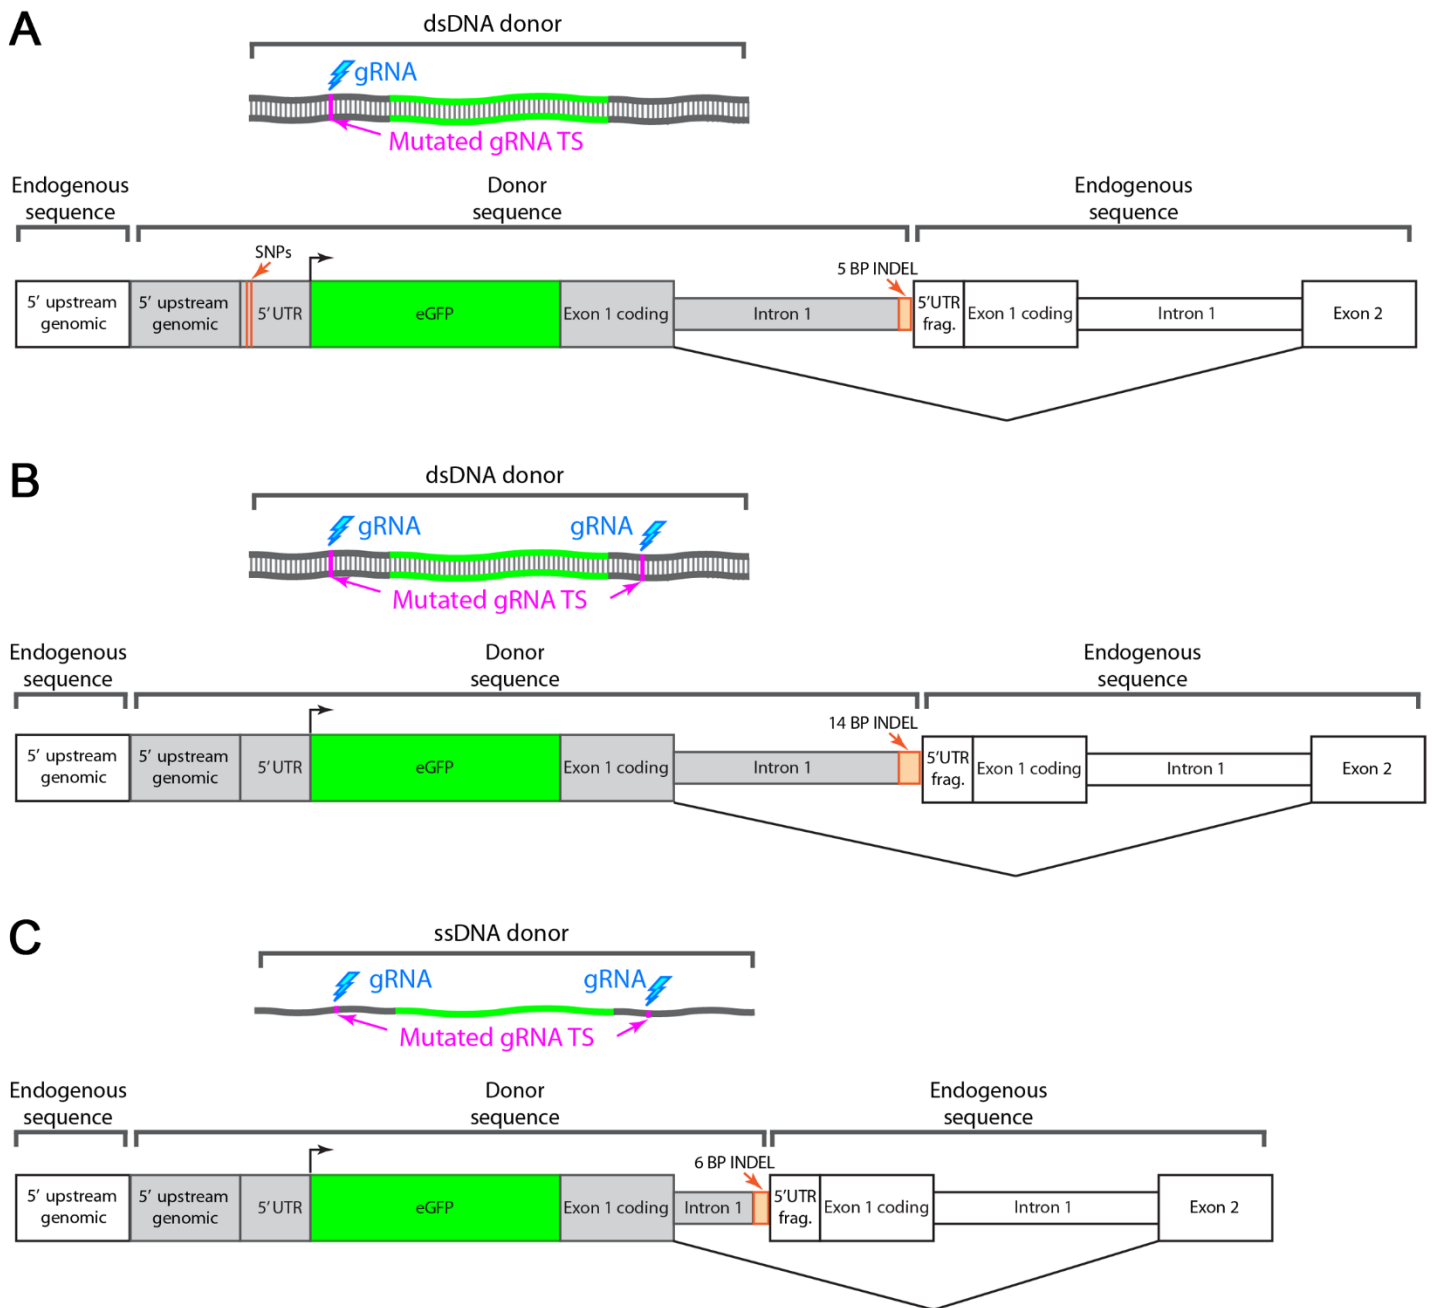 A
dsDNA donor
gRNA
Mutated gRNA TS
Endogenous
sequence
Donor
sequence
Endogenous
sequence
SNPs
5 BP INDEL
5’ upstream
genomic
5’ upstream
genomic
5’ UTR
eGFP
Exon 1 coding
Intron 1
5’UTR
frag.
Exon 1 coding
Intron 1
Exon 2
B
dsDNA donor
gRNA
gRNA
Mutated gRNA TS
Endogenous
sequence
Donor
sequence
Endogenous
sequence
14 BP INDEL
5’ upstream
genomic
5’ upstream
genomic
5’ UTR
eGFP
Exon 1 coding
Intron 1
5’UTR
frag.
Exon 1 coding
Intron 1
Exon 2
C
ssDNA donor
gRNA
gRNA
Mutated gRNA TS
Endogenous
sequence
Donor
sequence
Endogenous
sequence
6 BP INDEL
5’ upstream
genomic
5’ upstream
genomic
5’ UTR
eGFP
Exon 1 coding
Intron 1
5’UTR
frag.
Exon 1 coding
Intron 1
Exon 2